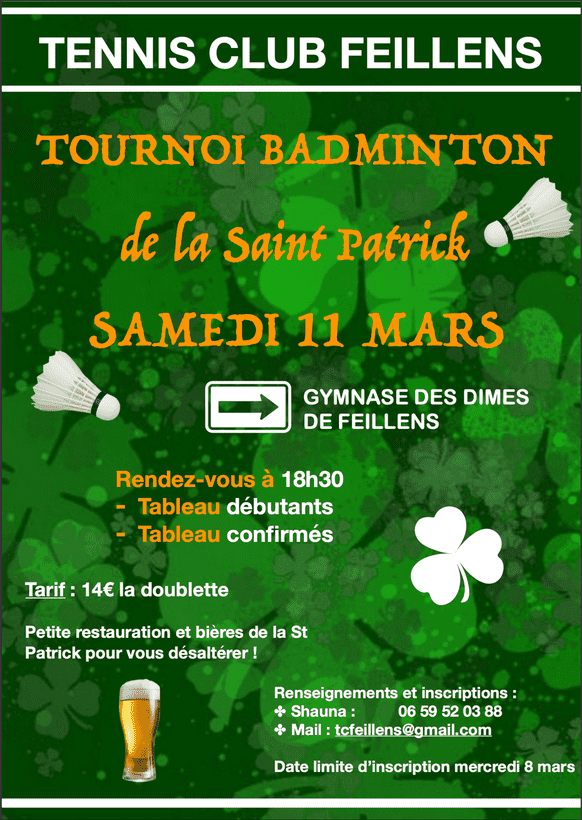 TENNIS CLUB FEILLENS
TOURNOI BADMINTON
de la Saint Patrick
SAMEDI 11 MARS
GYMNASE DES DIMES
DE FEILLENS
Rendez-vous à 18h30
- Tableau débutants
- Tableau confirmés
Tarif : 14€ la doublette
Petite restauration et bières de la St
Patrick pour vous désaltérer !
Renseignements et inscriptions :
✤ Shauna : 06 59 52 03 88
✤ Mail : tcfeillens@gmail.com
Date limite d'inscription mercredi 8 mars